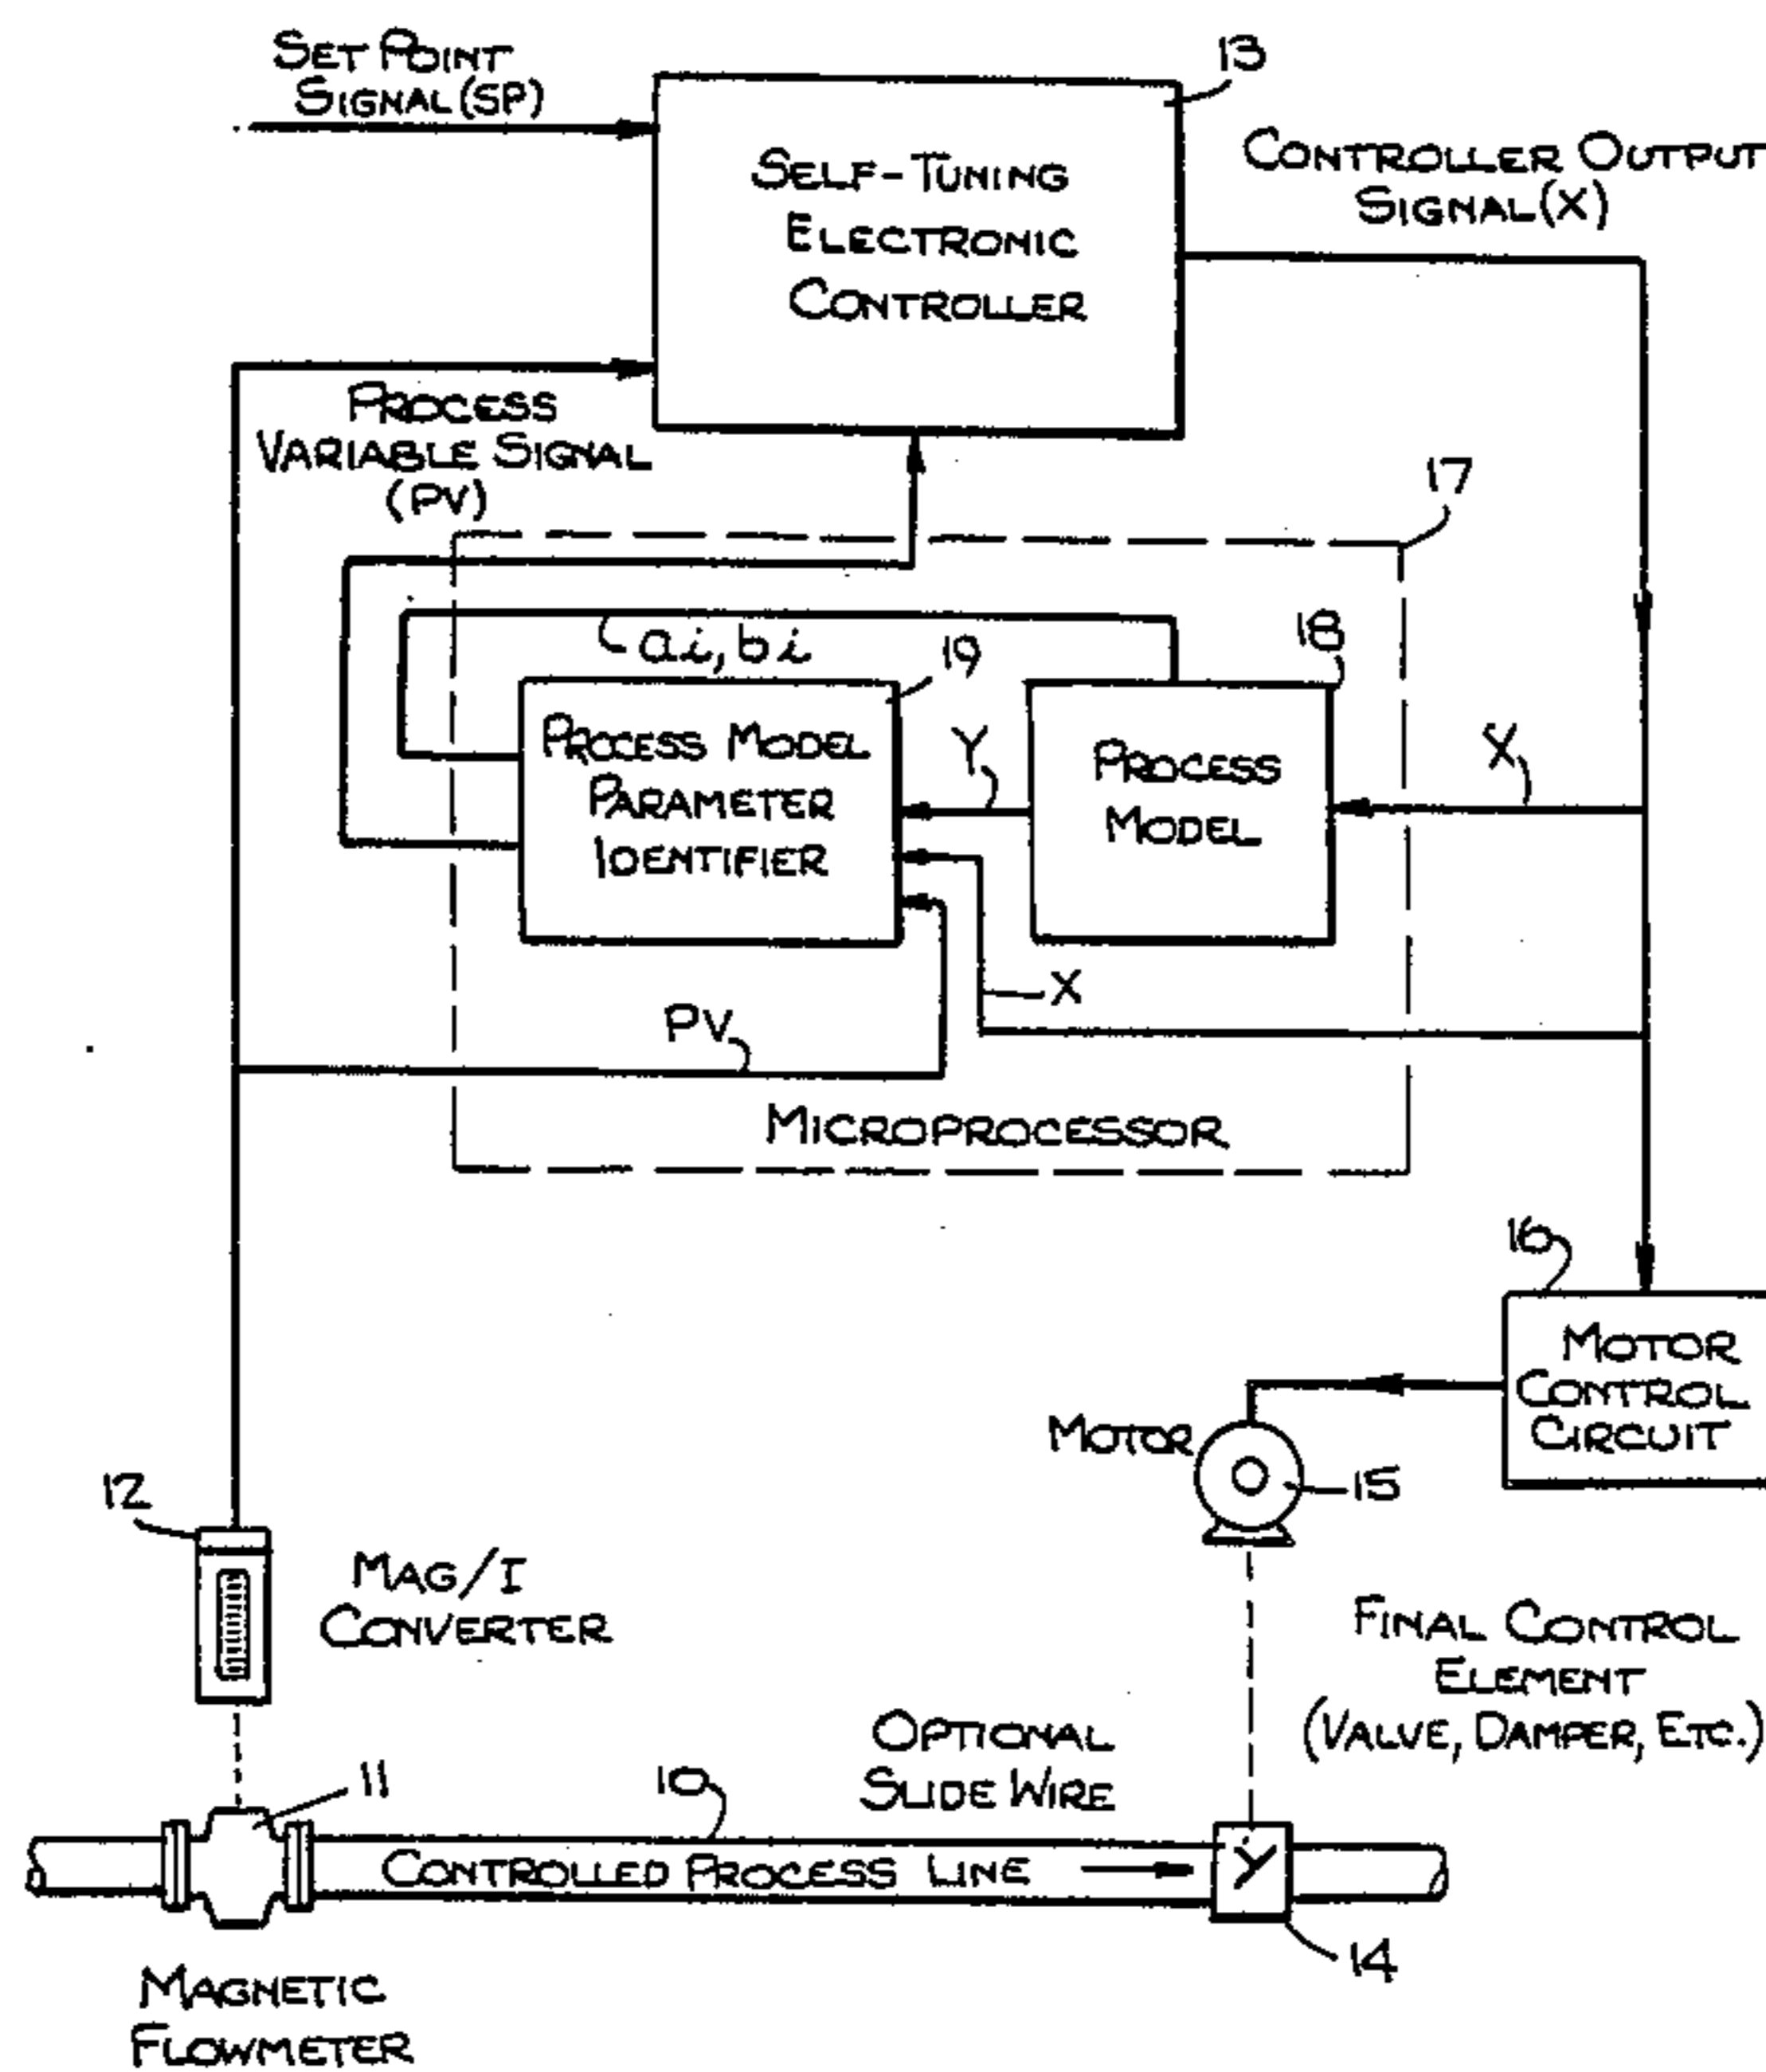 SET POINT
SIGNAL (SP)
13
SELF-TUNING
ELECTRONIC
CONTROLLER
CONTROLLER OUTPUT
SIGNAL (X)
PROCESS
VARIABLE SIGNAL
(PV)
17
ai, bi
19
18
PROCESS MODEL
PARAMETER
IDENTIFIER
Y
PROCESS
MODEL
X
X
PV
MICROPROCESSOR
16
MOTOR
CONTROL
CIRCUIT
MOTOR
15
12
MAG/I
CONVERTER
FINAL CONTROL
ELEMENT
(VALVE, DAMPER, ETC.)
OPTIONAL
SLIDE WIRE
11
10
CONTROLLED PROCESS LINE
14
MAGNETIC
FLOWMETER